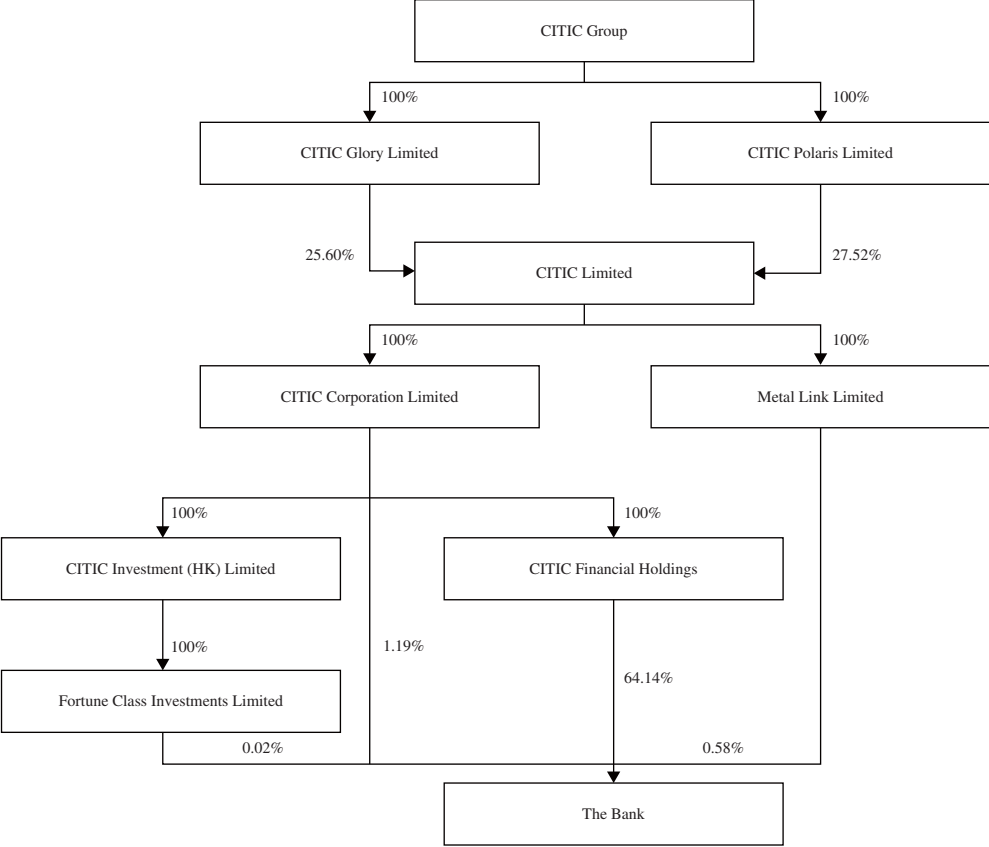 CITIC Group
100%
100%
CITIC Glory Limited
CITIC Polaris Limited
25.60%
27.52%
CITIC Limited
100%
100%
CITIC Corporation Limited
Metal Link Limited
100%
100%
CITIC Investment (HK) Limited
CITIC Financial Holdings
100%
1.19%
64.14%
Fortune Class Investments Limited
0.02%
0.58%
The Bank